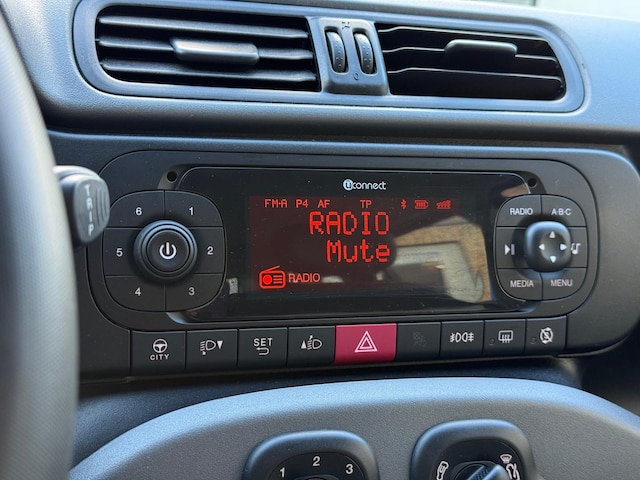 Uconnect
FM-A P4 AF TP
RADIO
Mute
RADIO
6 1
5 2
4 3
RADIO A·B·C
MEDIA MENU
TRIP
CITY
SET
1 2 3